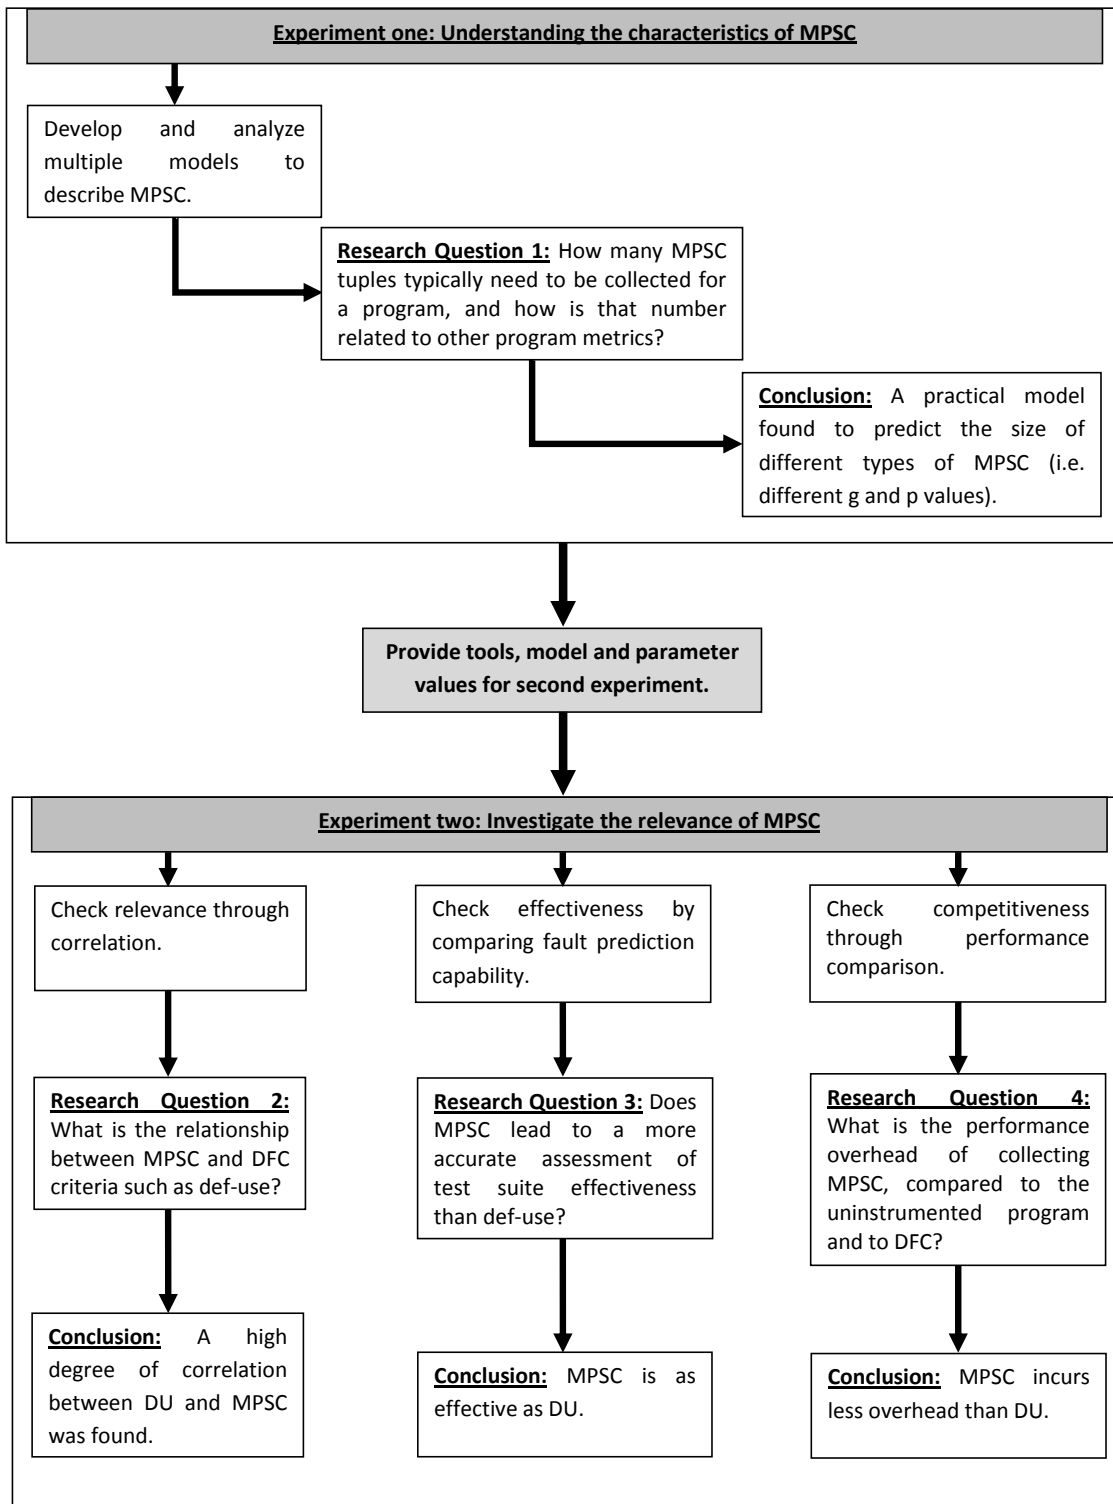 Experiment one: Understanding the characteristics of MPSC
Develop and analyze
multiple models to
describe MPSC.
Research Question 1: How many MPSC
tuples typically need to be collected for
a program, and how is that number
related to other program metrics?
Conclusion: A practical model
found to predict the size of
different types of MPSC (i.e.
different g and p values).
Provide tools, model and parameter
values for second experiment.
Experiment two: Investigate the relevance of MPSC
Check relevance through
correlation.
Research Question 2:
What is the relationship
between MPSC and DFC
criteria such as def-use?
Conclusion: A high
degree of correlation
between DU and MPSC
was found.
Check effectiveness by
comparing fault prediction
capability.
Research Question 3: Does
MPSC lead to a more
accurate assessment of
test suite effectiveness
than def-use?
Conclusion: MPSC is as
effective as DU.
Check competitiveness
through performance
comparison.
Research Question 4:
What is the performance
overhead of collecting
MPSC, compared to the
uninstrumented program
and to DFC?
Conclusion: MPSC incurs
less overhead than DU.